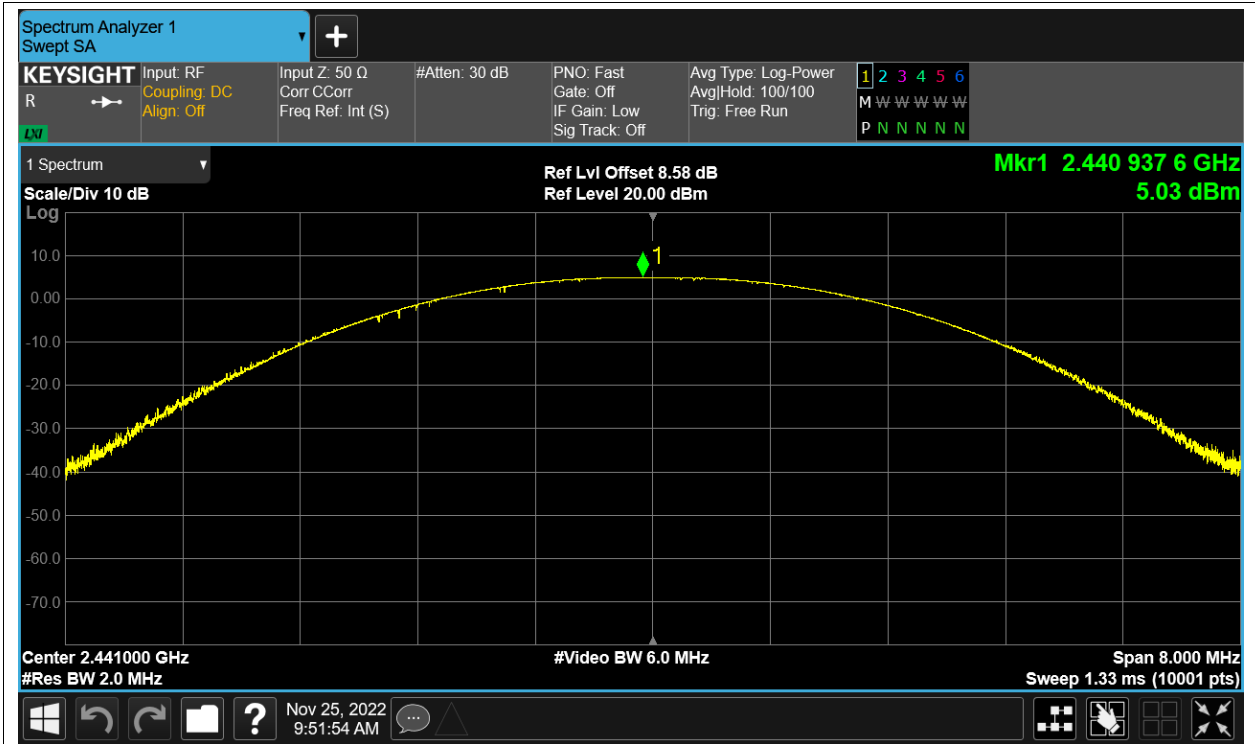 Spectrum Analyzer 1
Swept SA
KEYSIGHT
R
LXI
Input: RF
Coupling: DC
Align: Off
Input Z: 50 Ω
Corr CCorr
Freq Ref: Int (S)
#Atten: 30 dB
PNO: Fast
Gate: Off
IF Gain: Low
Sig Track: Off
Avg Type: Log-Power
Avg|Hold: 100/100
Trig: Free Run
1 2 3 4 5 6
M W W W W W
P N N N N N
1 Spectrum
Scale/Div 10 dB
Ref Lvl Offset 8.58 dB
Ref Level 20.00 dBm
Mkr1 2.440 937 6 GHz
5.03 dBm
Log
1
10.0
0.00
-10.0
-20.0
-30.0
-40.0
-50.0
-60.0
-70.0
Center 2.441000 GHz
#Video BW 6.0 MHz
Span 8.000 MHz
#Res BW 2.0 MHz
Sweep 1.33 ms (10001 pts)
?
Nov 25, 2022
9:51:54 AM